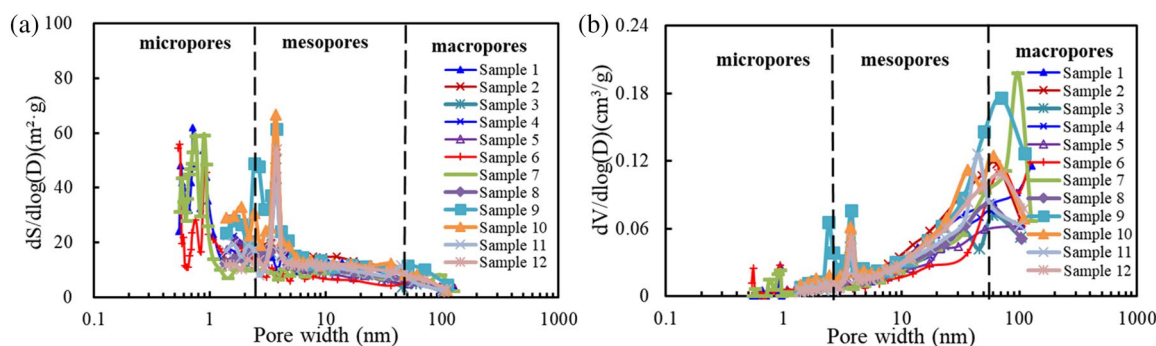 (a)
dS/dlog(D)(m²·g)
100
80
60
40
20
0
micropores
mesopores
macropores
Sample 1
Sample 2
Sample 3
Sample 4
Sample 5
Sample 6
Sample 7
Sample 8
Sample 9
Sample 10
Sample 11
Sample 12
0.1
1
10
100
1000
Pore width (nm)
(b)
dV/dlog(D)(cm³/g)
0.24
0.18
0.12
0.06
0
micropores
mesopores
macropores
Sample 1
Sample 2
Sample 3
Sample 4
Sample 5
Sample 6
Sample 7
Sample 8
Sample 9
Sample 10
Sample 11
Sample 12
0.1
1
10
100
1000
Pore width (nm)